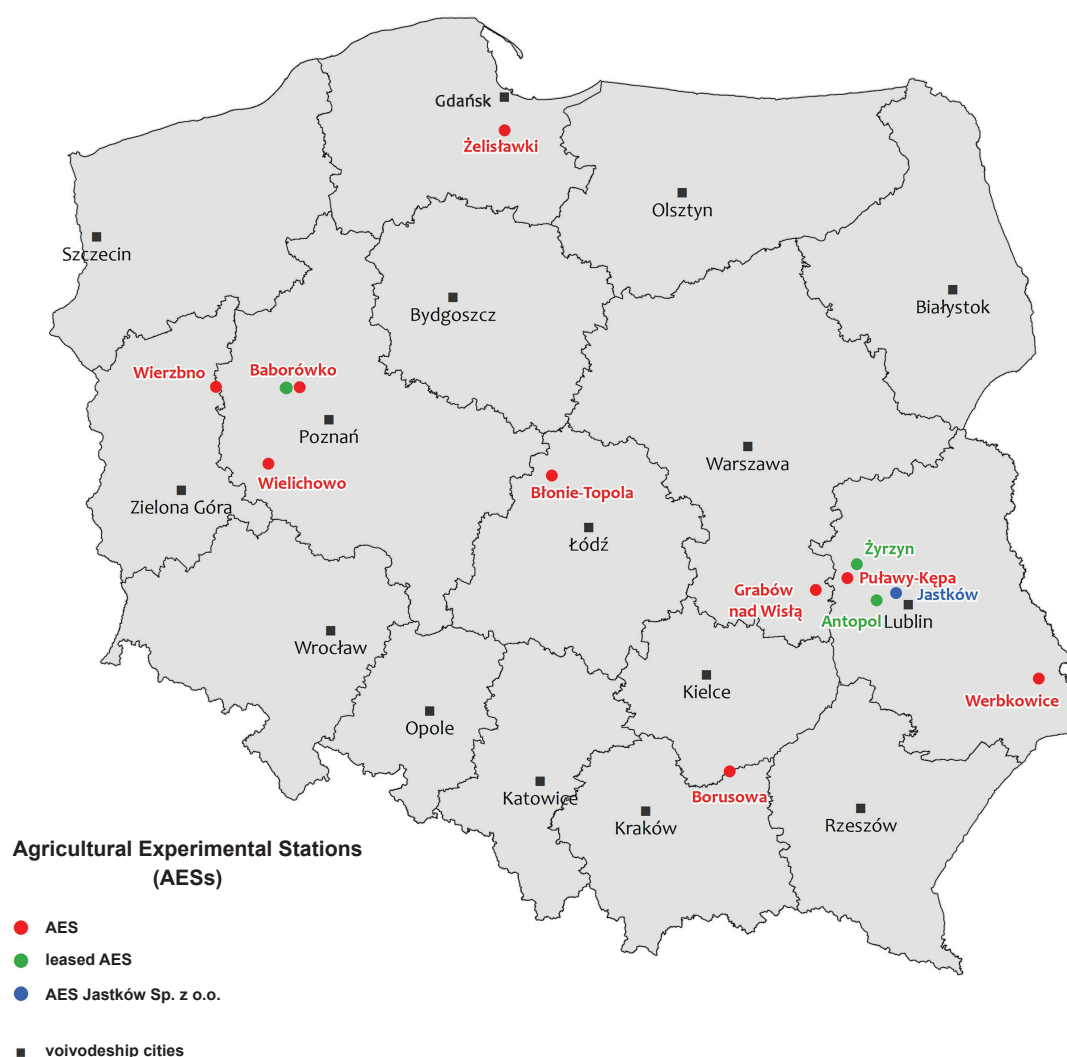 Gdańsk
Żelisławki
Olsztyn
Szczecin
Białystok
Bydgoszcz
Wierzbno
Baborówko
Poznań
Warszawa
Wielichowo
Błonie-Topola
Zielona Góra
Łódź
Żyrzyn
Puławy-Kępa
Grabów
nad Wisłą
Jastków
Antopol
Lublin
Wrocław
Kielce
Werbkowice
Opole
Katowice
Borusowa
Kraków
Rzeszów
Agricultural Experimental Stations
(AESs)
AES
leased AES
AES Jastków Sp. z o.o.
voivodeship cities